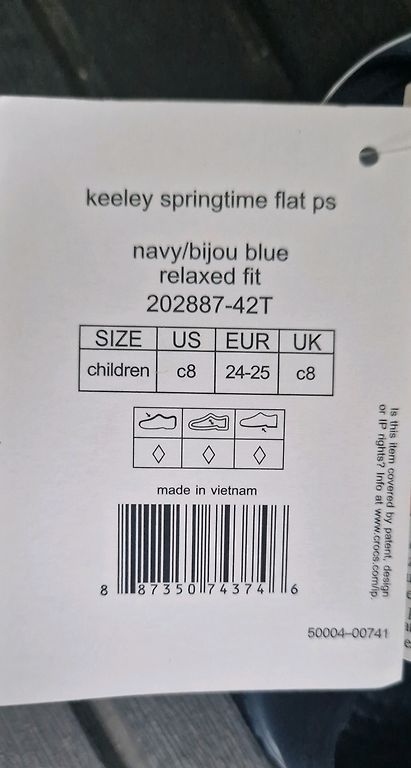 keeley springtime flat ps
navy/bijou blue
relaxed fit
202887-42T
SIZE US EUR UK
children c8 24-25 c8
made in vietnam
8 87350 74374 6
50004-00741
Is this item covered by patent, design
or IP rights? Info at www.crocs.com/ip.